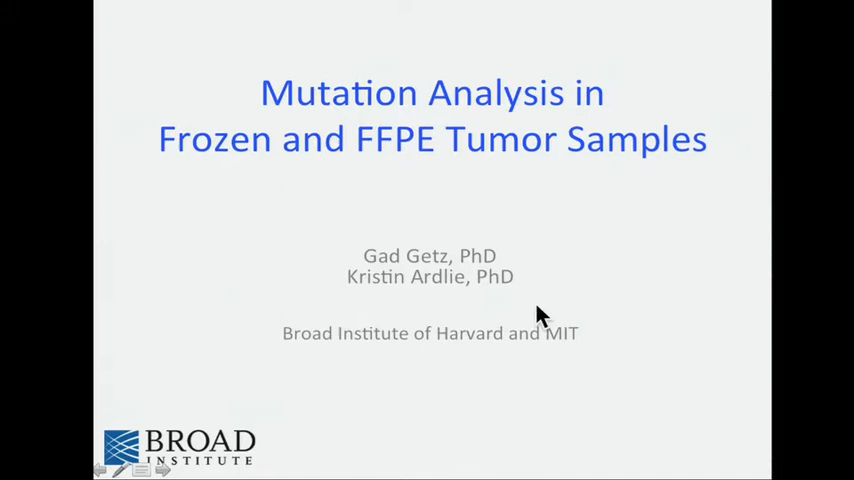 Mutation Analysis in
Frozen and FFPE Tumor Samples
Gad Getz, PhD
Kristin Ardlie, PhD
Broad Institute of Harvard and MIT
BROAD
INSTITUTE